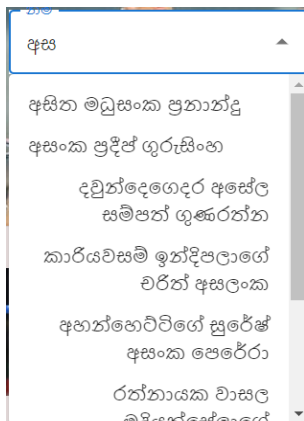 නම
අස
අසිත මධුසංක ප්‍රනාන්දු
අසංක ප්‍රදීප් ගුරුසිංහ
දවුන්දෙගෙදර අසේල
සම්පත් ගුණරත්න
කාරියවසම් ඉන්දිපලාගේ
චරිත් අසලංක
අහන්හෙට්ටිගේ සුරේෂ්
අසංක පෙරේරා
රත්නායක වාසල